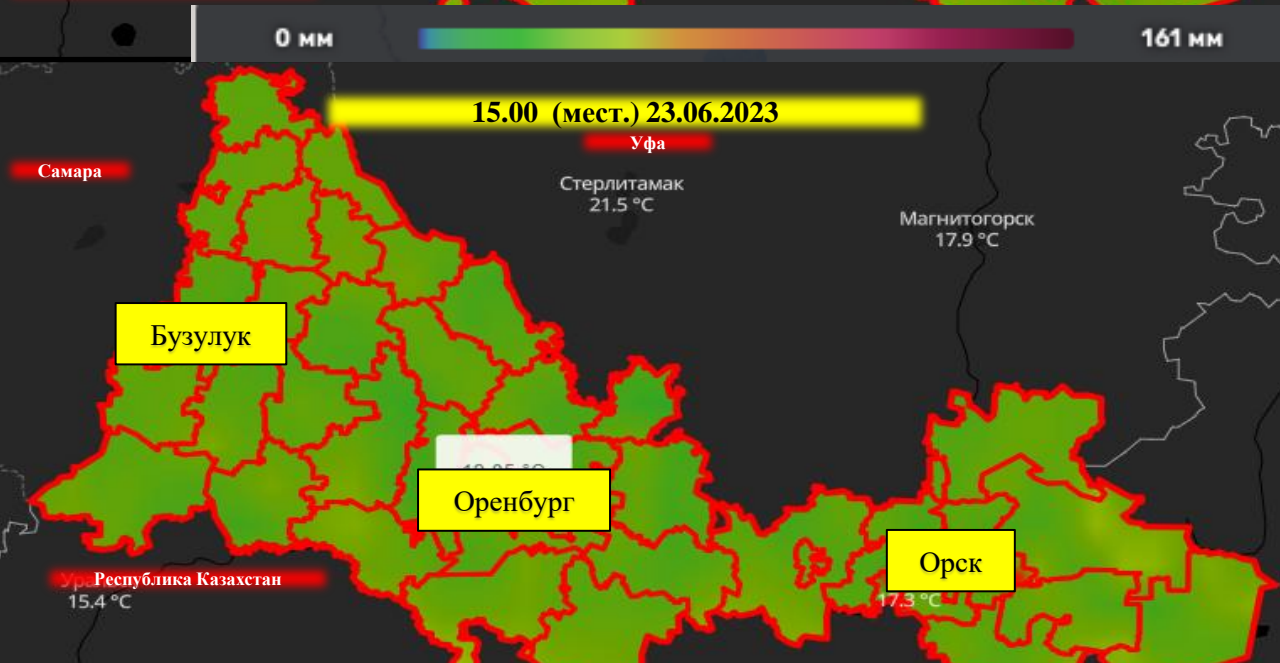 0 мм
161 мм
15.00 (мест.) 23.06.2023
Уфа
Самара
Стерлитамак
21.5 °C
Магнитогорск
17.9 °C
Бузулук
Оренбург
Орск
17.3 °C
Республика Казахстан
15.4 °C